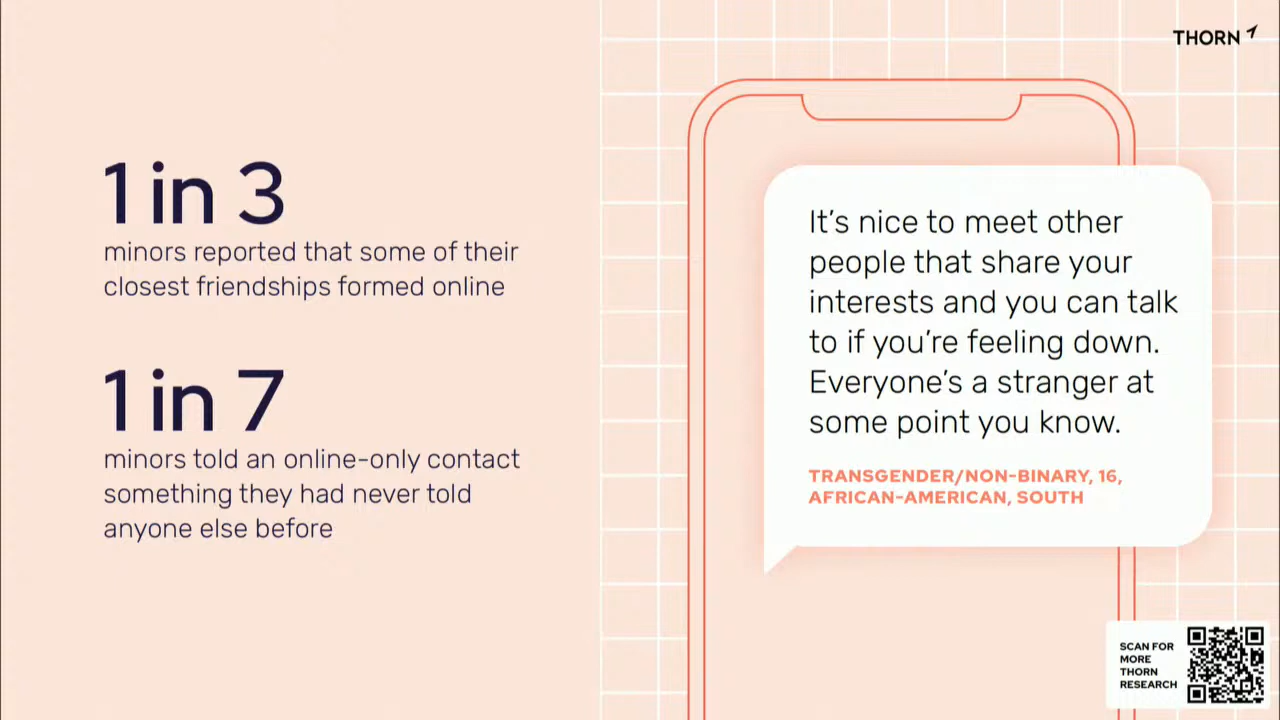 THORN
1 in 3
minors reported that some of their
closest friendships formed online
1 in 7
minors told an online-only contact
something they had never told
anyone else before
It’s nice to meet other
people that share your
interests and you can talk
to if you’re feeling down.
Everyone’s a stranger at
some point you know.
TRANSGENDER/NON-BINARY, 16,
AFRICAN-AMERICAN, SOUTH
SCAN FOR
MORE
THORN
RESEARCH